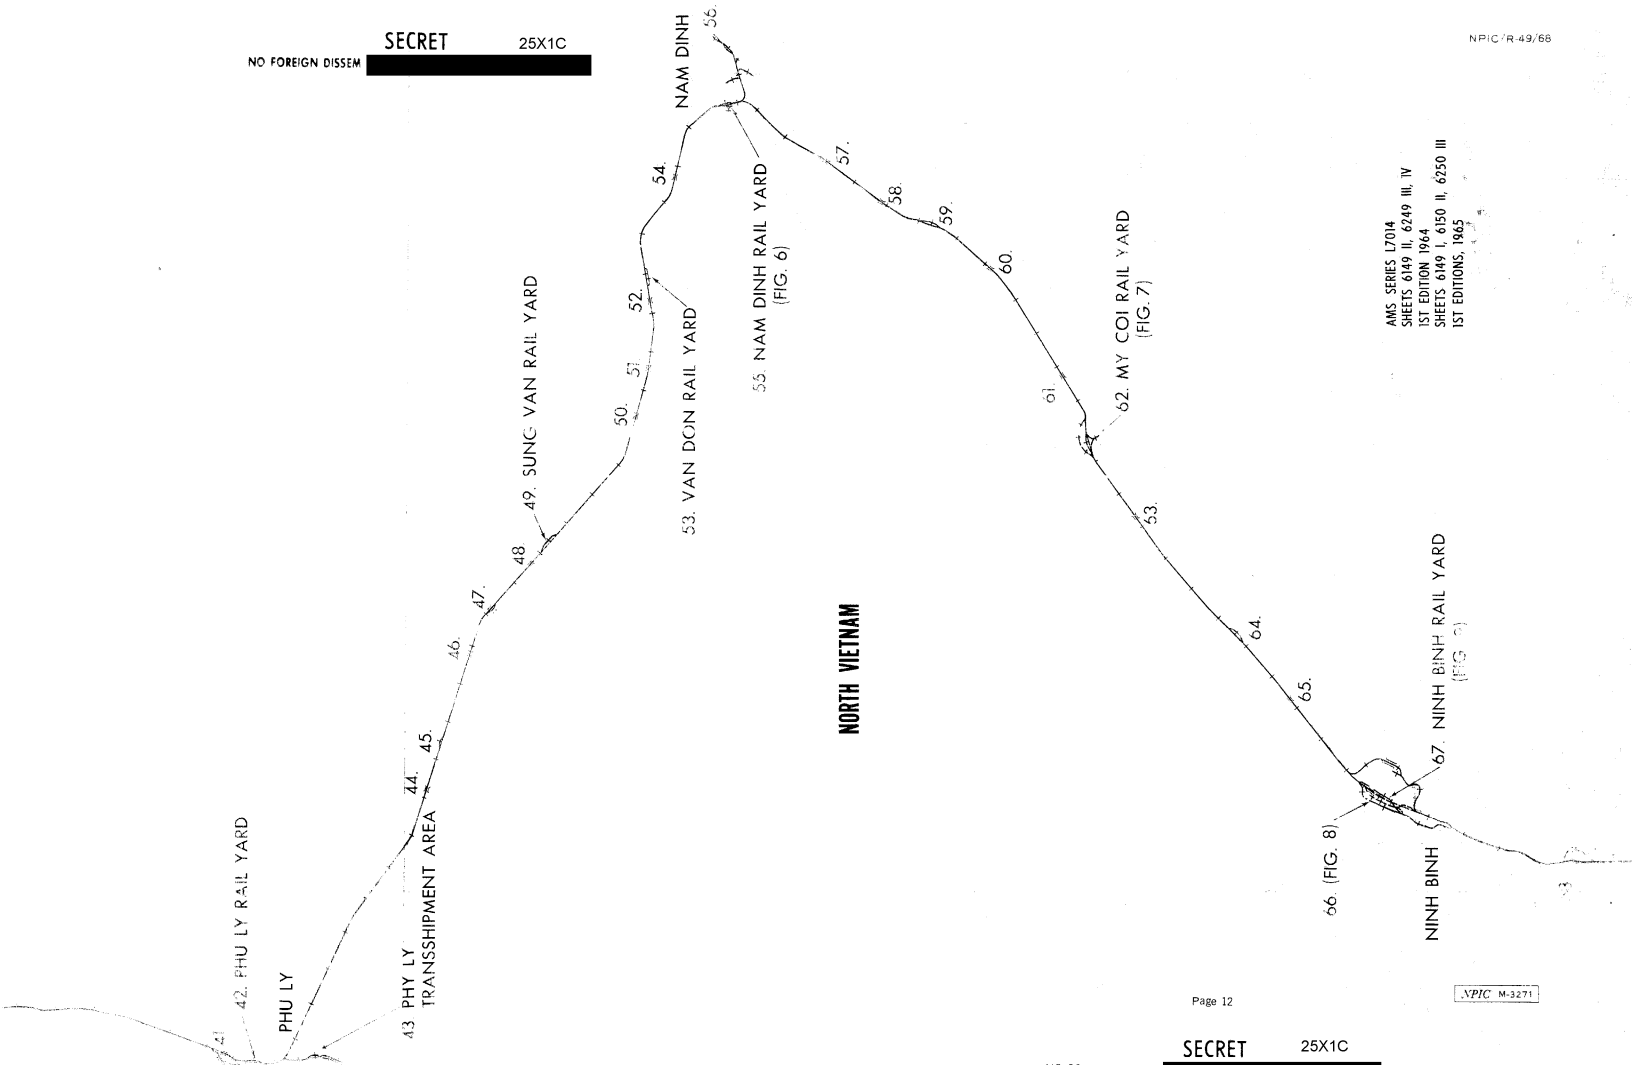 SECRET 25X1C
NO FOREIGN DISSEM
NPIC/R-49/68
56.
NAM DINH
54.
57.
58.
59.
60.
55. NAM DINH RAIL YARD
(FIG. 6)
52.
53. VAN DON RAIL YARD
51.
50.
49. SUNG VAN RAIL YARD
48.
47.
46.
45.
44.
61.
62. MY COI RAIL YARD
(FIG. 7)
AMS SERIES L7014
SHEETS 6149 II, 6249 III, IV
1ST EDITION 1964
SHEETS 6149 I, 6150 II, 6250 III
1ST EDITIONS, 1965
63.
64.
65.
NORTH VIETNAM
67. NINH BINH RAIL YARD
66. (FIG. 8)
NINH BINH
42. PHU LY RAIL YARD
41
PHU LY
43 PHY LY
TRANSSHIPMENT AREA
Page 12
NPIC M-3271
SECRET 25X1C